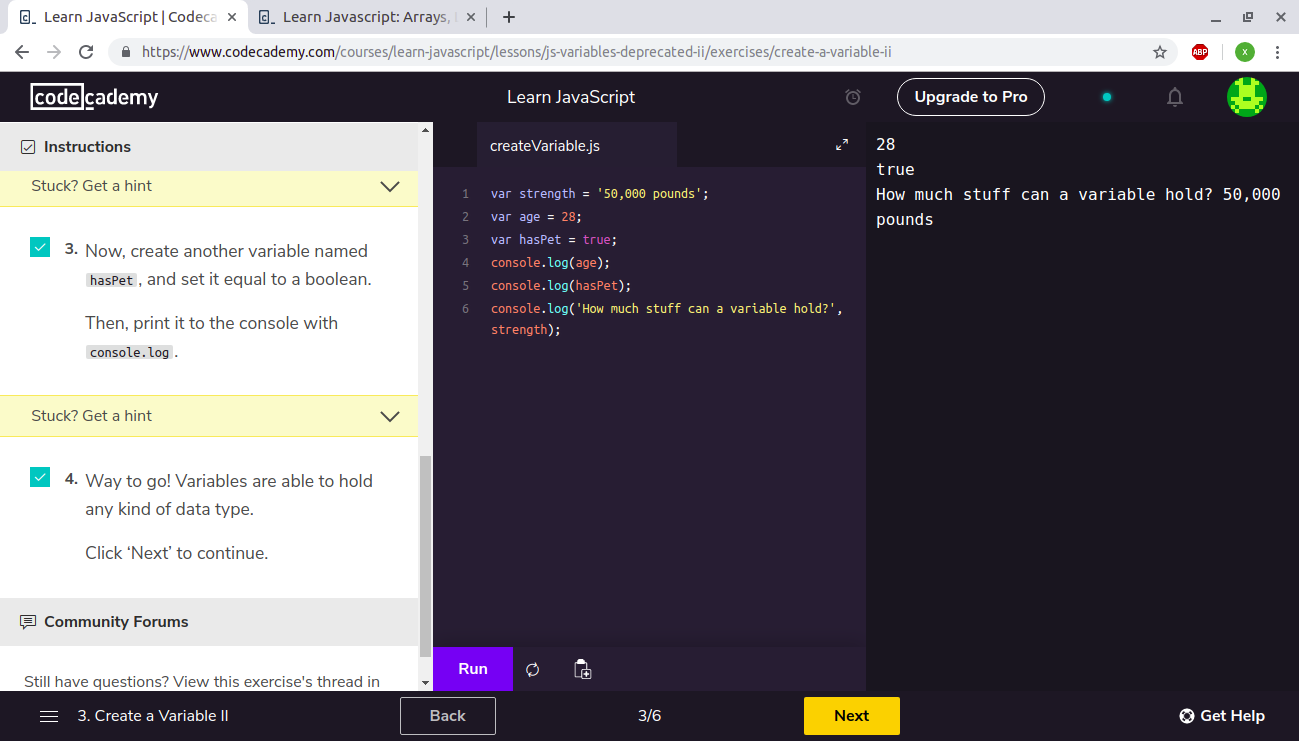 Learn JavaScript | Codeca
Learn Javascript: Arrays,
https://www.codecademy.com/courses/learn-javascript/lessons/js-variables-deprecated-ii/exercises/create-a-variable-ii
ABP
X
codecademy
Learn JavaScript
Upgrade to Pro
Instructions
Stuck? Get a hint
3. Now, create another variable named
hasPet, and set it equal to a boolean.
Then, print it to the console with
console.log.
Stuck? Get a hint
4. Way to go! Variables are able to hold
any kind of data type.
Click ‘Next’ to continue.
Community Forums
Still have questions? View this exercise's thread in
createVariable.js
1 var strength = '50,000 pounds';
2 var age = 28;
3 var hasPet = true;
4 console.log(age);
5 console.log(hasPet);
6 console.log('How much stuff can a variable hold?',
strength);
Run
28
true
How much stuff can a variable hold? 50,000
pounds
3. Create a Variable II
Back
3/6
Next
Get Help